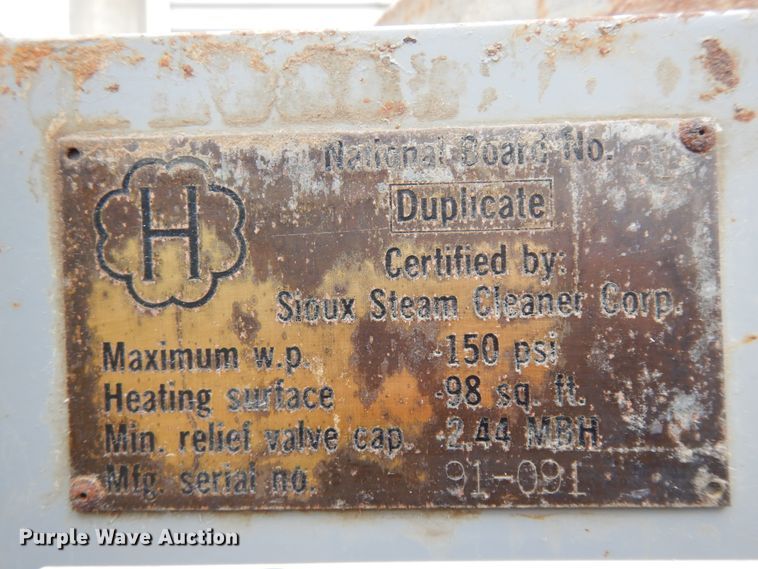 National Board No.
H
Duplicate
Certified by:
Sioux Steam Cleaner Corp.
Maximum w.p. -150 psi
Heating surface -98 sq. ft.
Min. relief valve cap. -2.44 MBH
Mfg. serial no. 91-091
Purple Wave Auction